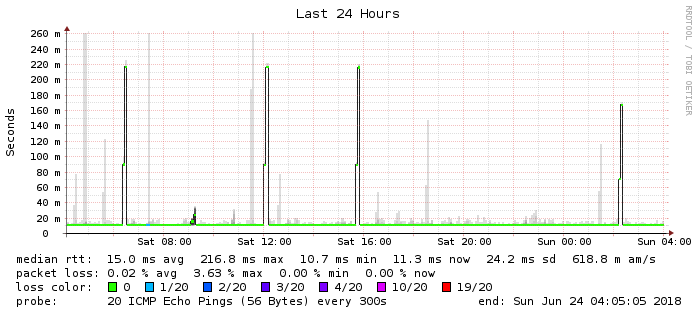 Last 24 Hours
RRDTOOL / TOBI OETIKER
Seconds
260 m
240 m
220 m
200 m
180 m
160 m
140 m
120 m
100 m
80 m
60 m
40 m
20 m
0
Sat 08:00 Sat 12:00 Sat 16:00 Sat 20:00 Sun 00:00 Sun 04:00
median rtt: 15.0 ms avg 216.8 ms max 10.7 ms min 11.3 ms now 24.2 ms sd 618.8 m am/s
packet loss: 0.02 % avg 3.63 % max 0.00 % min 0.00 % now
loss color: 0 1/20 2/20 3/20 4/20 10/20 19/20
probe: 20 ICMP Echo Pings (56 Bytes) every 300s end: Sun Jun 24 04:05:05 2018